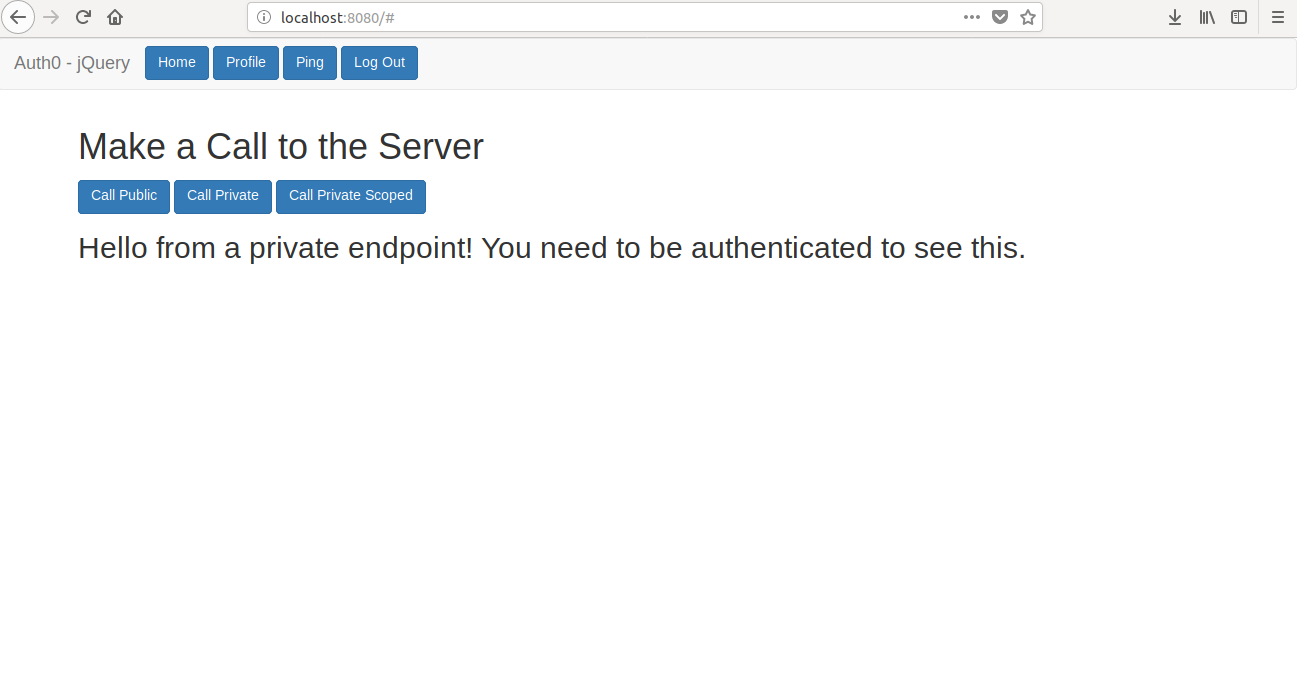 localhost:8080/#
Auth0 - jQuery Home Profile Ping Log Out
Make a Call to the Server
Call Public Call Private Call Private Scoped
Hello from a private endpoint! You need to be authenticated to see this.